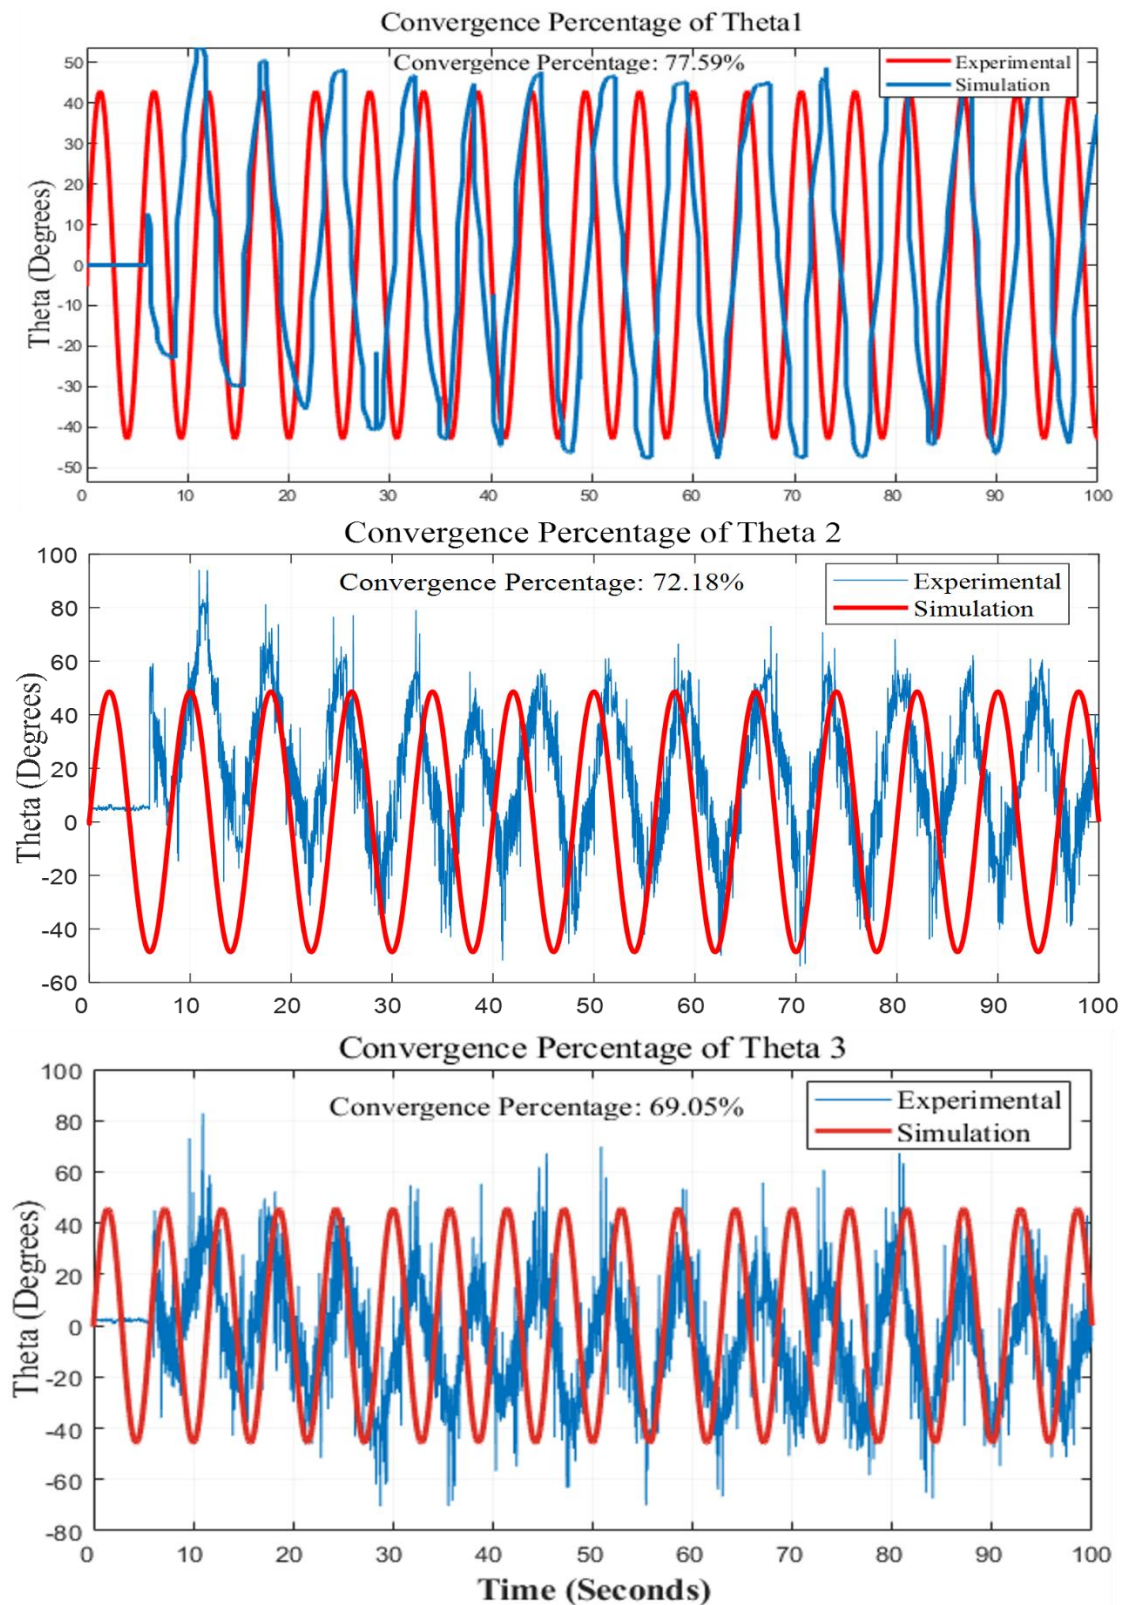 Convergence Percentage of Theta1
Convergence Percentage: 77.59%
Experimental
Simulation
Theta (Degrees)
50
40
30
20
10
0
-10
-20
-30
-40
-50
0 10 20 30 40 50 60 70 80 90 100
Convergence Percentage of Theta 2
Convergence Percentage: 72.18%
Experimental
Simulation
Theta (Degrees)
100
80
60
40
20
0
-20
-40
-60
0 10 20 30 40 50 60 70 80 90 100
Convergence Percentage of Theta 3
Convergence Percentage: 69.05%
Experimental
Simulation
Theta (Degrees)
100
80
60
40
20
0
-20
-40
-60
-80
0 10 20 30 40 50 60 70 80 90 100
Time (Seconds)